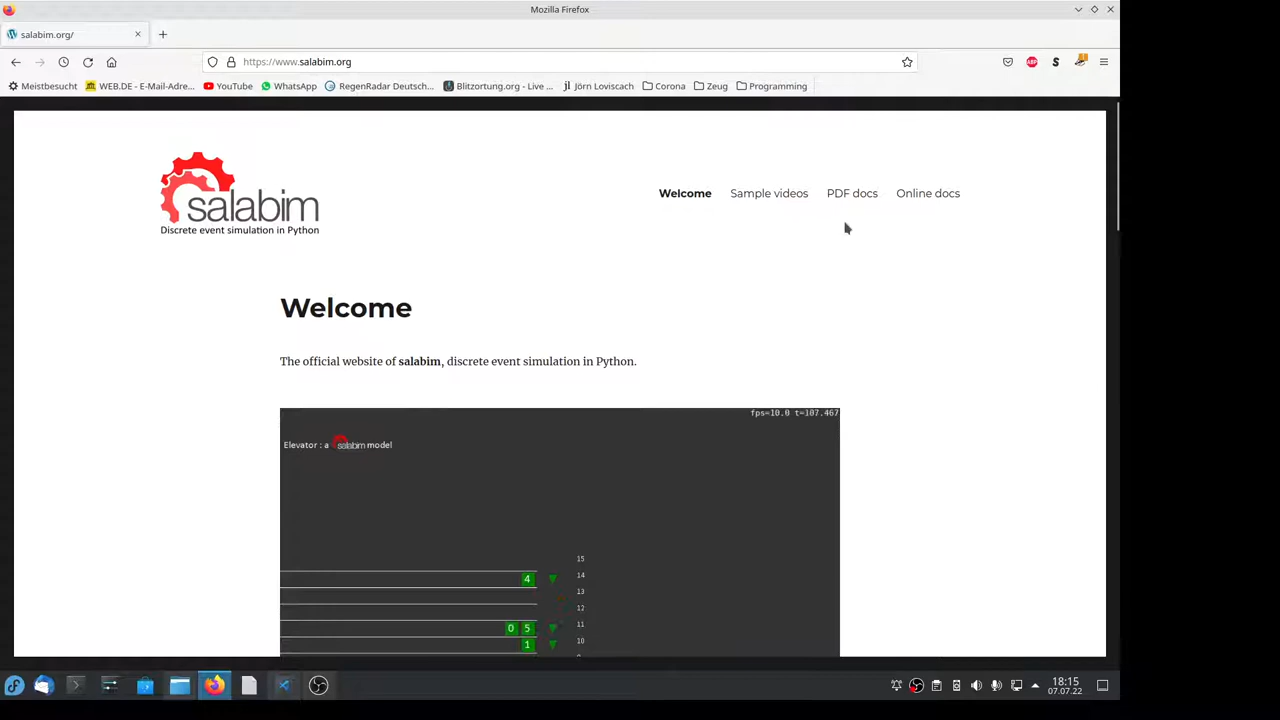 Mozilla Firefox
salabim.org/
https://www.salabim.org
Meistbesucht WEB.DE - E-Mail-Adre... YouTube WhatsApp RegenRadar Deutsch... Blitzortung.org - Live ... jl Jörn Loviscach Corona Zeug Programming
salabim
Discrete event simulation in Python
Welcome Sample videos PDF docs Online docs
Welcome
The official website of salabim, discrete event simulation in Python.
fps=10.0 t=107.467
Elevator : a salabim model
15
4 14
13
12
0 5 11
1 10
18:15
07.07.22